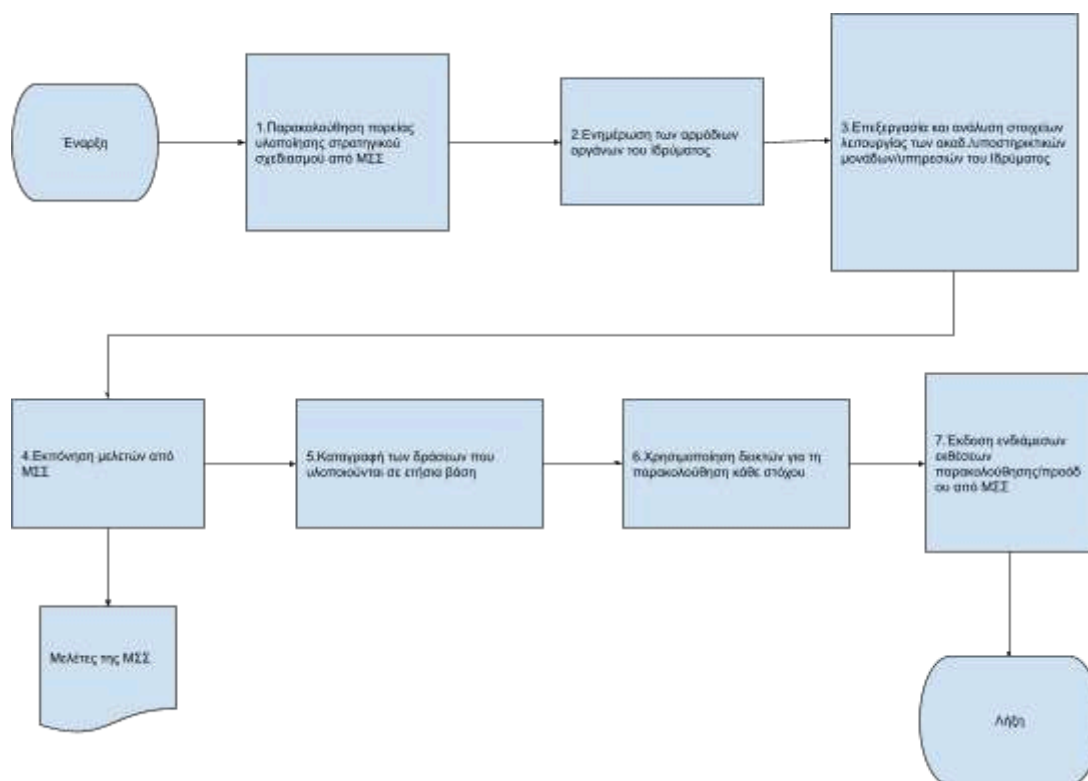 Έναρξη
1.Παρακολούθηση πορείας
υλοποίησης στρατηγικού
σχεδιασμού από ΜΣΣ
2.Ενημέρωση των αρμόδιων
οργάνων του Ιδρύματος
3.Επεξεργασία και ανάλυση στοιχείων
λειτουργίας των ακαδ./υποστηρικτικών
μονάδων/υπηρεσιών του Ιδρύματος
4.Εκπόνηση μελετών από
ΜΣΣ
5.Καταγραφή των δράσεων που
υλοποιούνται σε ετήσια βάση
6.Χρησιμοποίηση δεικτών για τη
παρακολούθηση κάθε στόχου
7.Έκδοση ενδιάμεσων
εκθέσεων
παρακολούθησης/προόδ
ου από ΜΣΣ
Μελέτες της ΜΣΣ
Λήξη